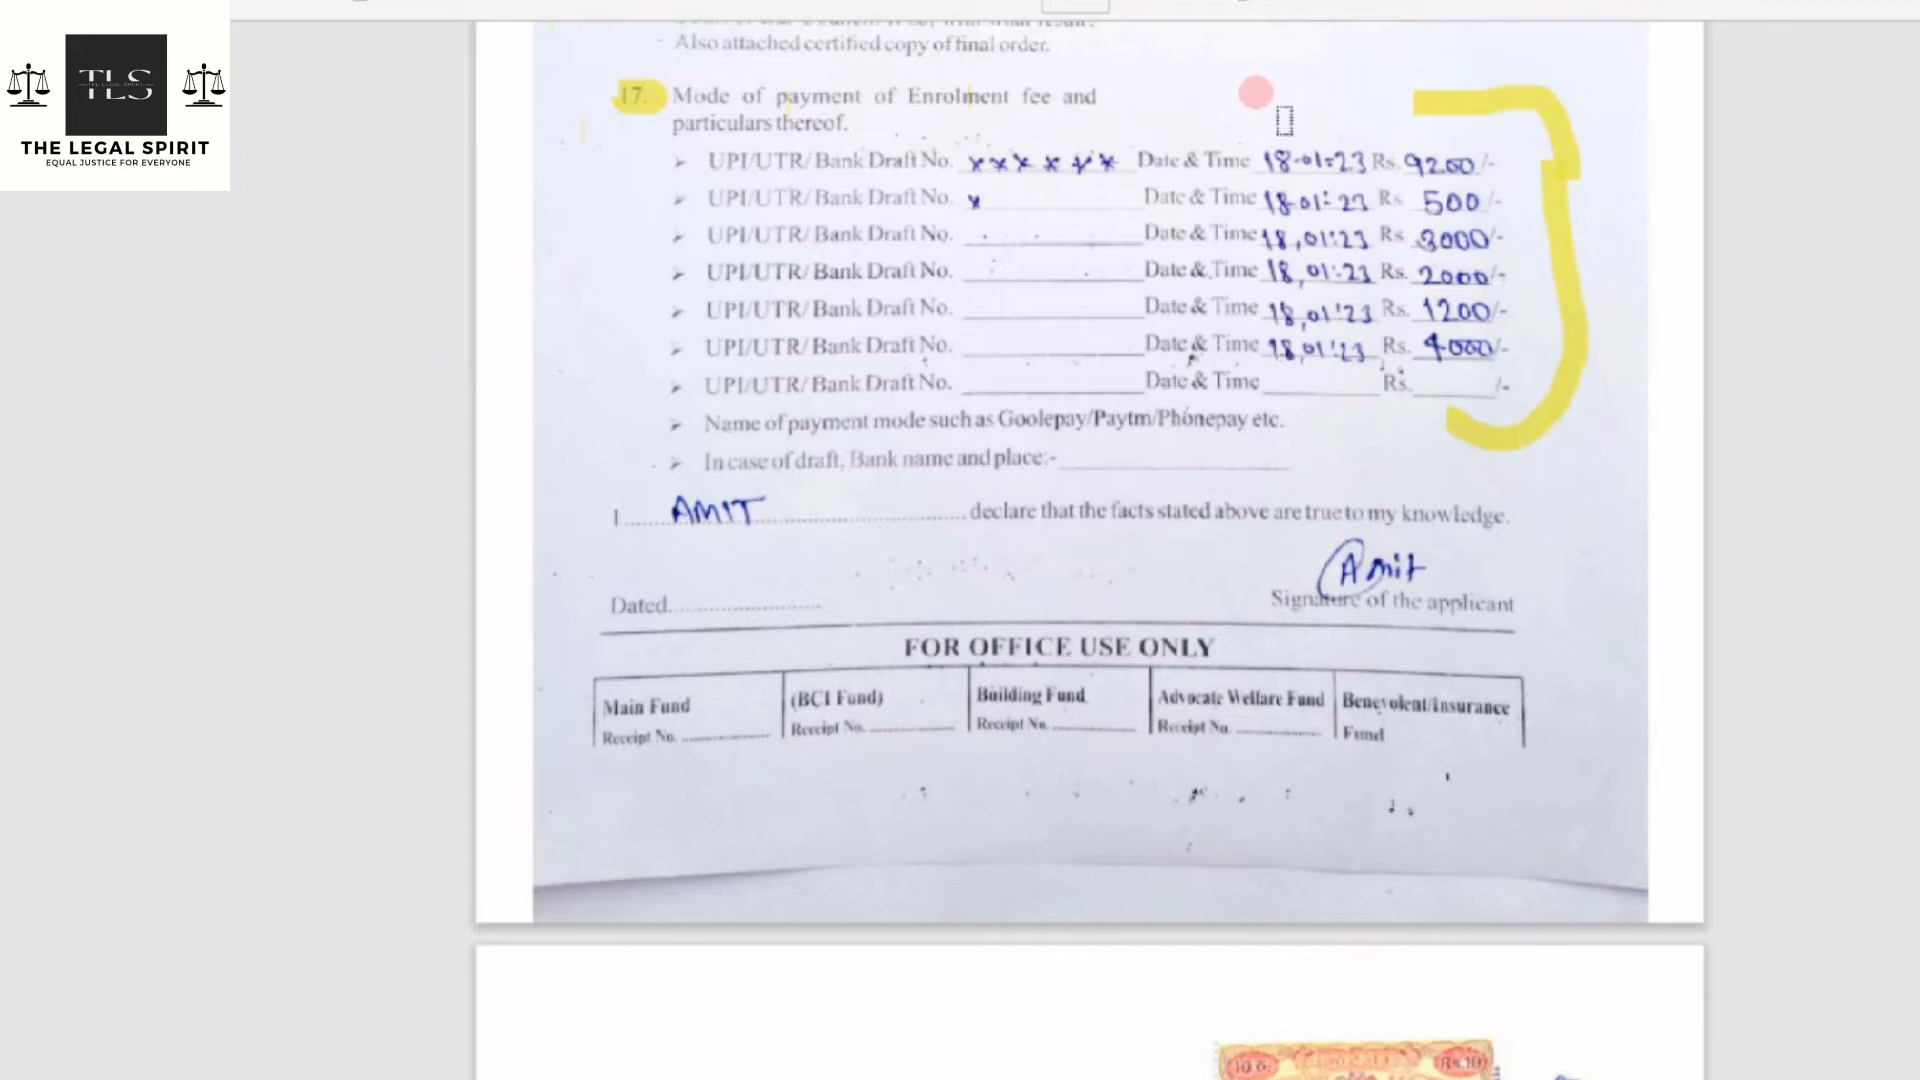 TLS
THE LEGAL SPIRIT
THE LEGAL SPIRIT
EQUAL JUSTICE FOR EVERYONE
Also attached certified copy of final order.
17. Mode of payment of Enrolment fee and
particulars thereof.
➢ UPI/UTR/ Bank Draft No. xxxxxx Date & Time 18-01-23 Rs. 9200/-
➢ UPI/UTR/ Bank Draft No. x Date & Time 18-01-23 Rs 500/-
➢ UPI/UTR/ Bank Draft No. Date & Time 18,01:23 Rs 3000/-
➢ UPI/UTR/ Bank Draft No. Date & Time 18,01:23 Rs. 2000/-
➢ UPI/UTR/ Bank Draft No. Date & Time 18,01'23 Rs. 1200/-
➢ UPI/UTR/ Bank Draft No. Date & Time 18,01'23 Rs. 4000/-
➢ UPI/UTR/ Bank Draft No. Date & Time Rs. /-
➢ Name of payment mode such as Goolepay/Paytm/Phonepay etc.
➢ In case of draft, Bank name and place:-
I........AMIT.............................. declare that the facts stated above are true to my knowledge.
Amit
Dated............................ Signature of the applicant
FOR OFFICE USE ONLY
Main Fund (BCI Fund) Building Fund Advocate Welfare Fund Benevolent/Insurance
Receipt No. .................. Receipt No. .................. Receipt No. .................. Receipt No. .................. Fund
Rs.10